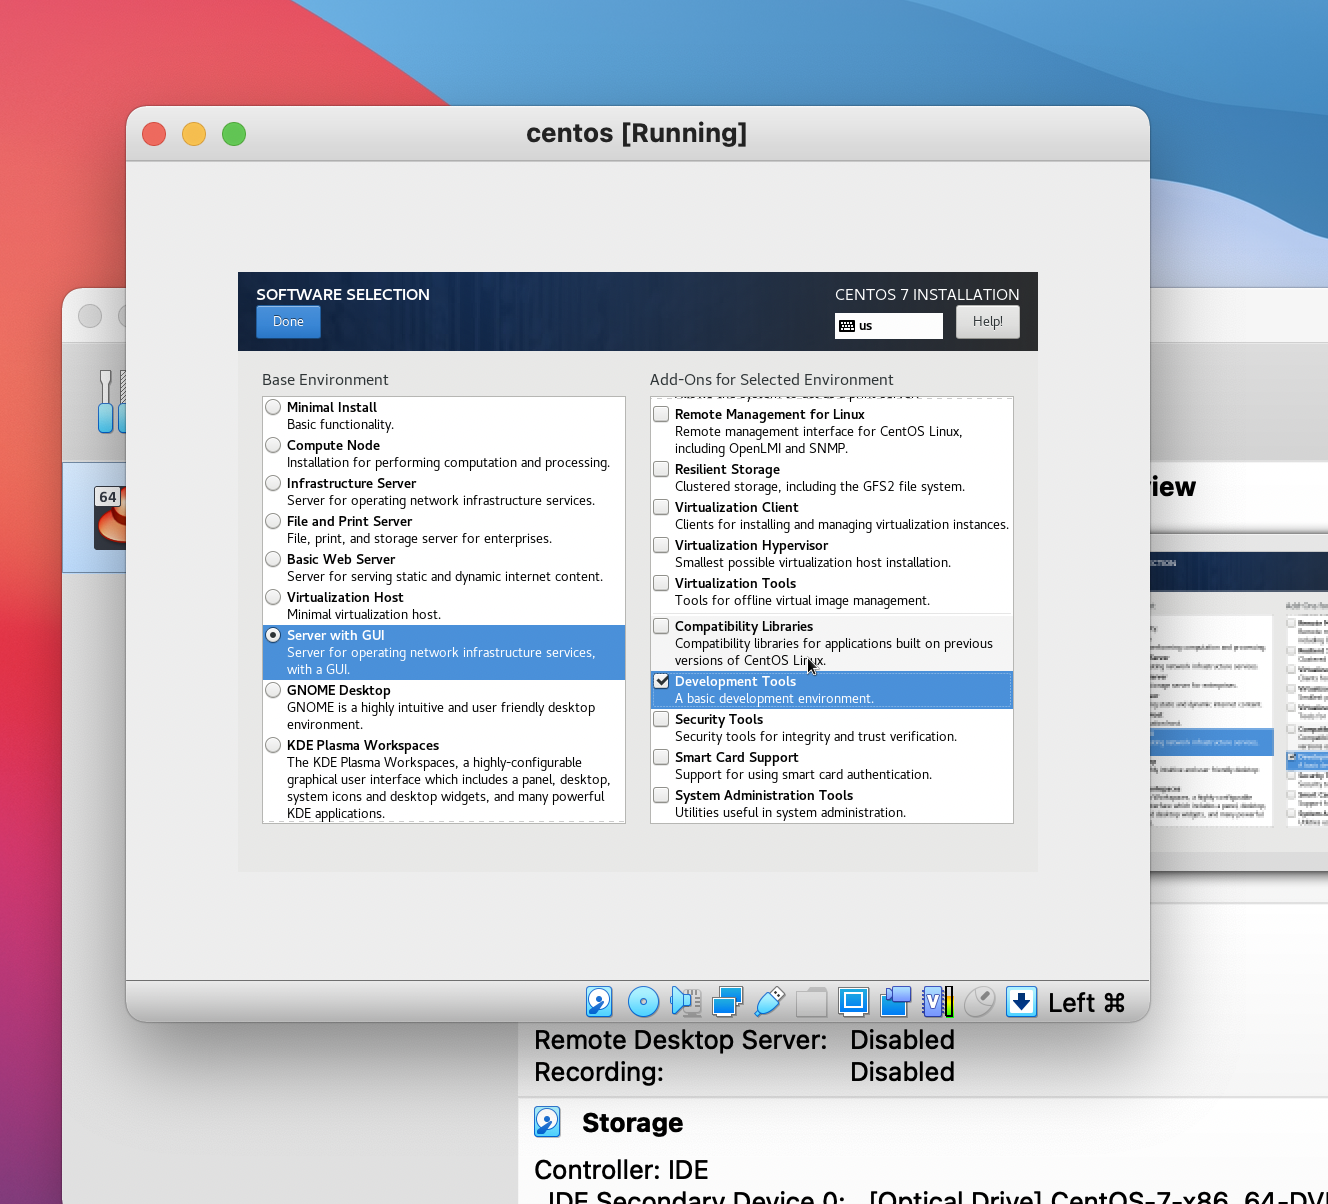 centos [Running]
SOFTWARE SELECTION
CENTOS 7 INSTALLATION
Done
us
Help!
Base Environment
Minimal Install
Basic functionality.
Compute Node
Installation for performing computation and processing.
Infrastructure Server
Server for operating network infrastructure services.
File and Print Server
File, print, and storage server for enterprises.
Basic Web Server
Server for serving static and dynamic internet content.
Virtualization Host
Minimal virtualization host.
Server with GUI
Server for operating network infrastructure services,
with a GUI.
GNOME Desktop
GNOME is a highly intuitive and user friendly desktop
environment.
KDE Plasma Workspaces
The KDE Plasma Workspaces, a highly-configurable
graphical user interface which includes a panel, desktop,
system icons and desktop widgets, and many powerful
KDE applications.
Add-Ons for Selected Environment
Remote Management for Linux
Remote management interface for CentOS Linux,
including OpenLMI and SNMP.
Resilient Storage
Clustered storage, including the GFS2 file system.
Virtualization Client
Clients for installing and managing virtualization instances.
Virtualization Hypervisor
Smallest possible virtualization host installation.
Virtualization Tools
Tools for offline virtual image management.
Compatibility Libraries
Compatibility libraries for applications built on previous
versions of CentOS Linux.
Development Tools
A basic development environment.
Security Tools
Security tools for integrity and trust verification.
Smart Card Support
Support for using smart card authentication.
System Administration Tools
Utilities useful in system administration.
64
iew
V
Left ⌘
Remote Desktop Server: Disabled
Recording: Disabled
Storage
Controller: IDE
IDE Secondary Device 0: [Optical Drive] CentOS-7-x86_64-DV